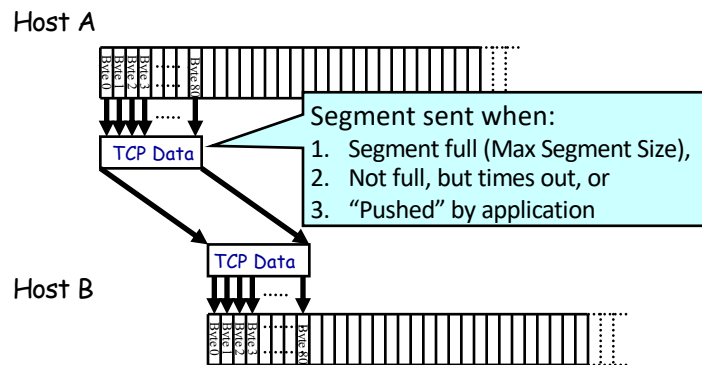 Host A
Byte 0
Byte 1
Byte 2
Byte 3
Byte 80
Segment sent when:
1. Segment full (Max Segment Size),
2. Not full, but times out, or
3. “Pushed” by application
TCP Data
TCP Data
Host B
Byte 0
Byte 1
Byte 2
Byte 3
Byte 80